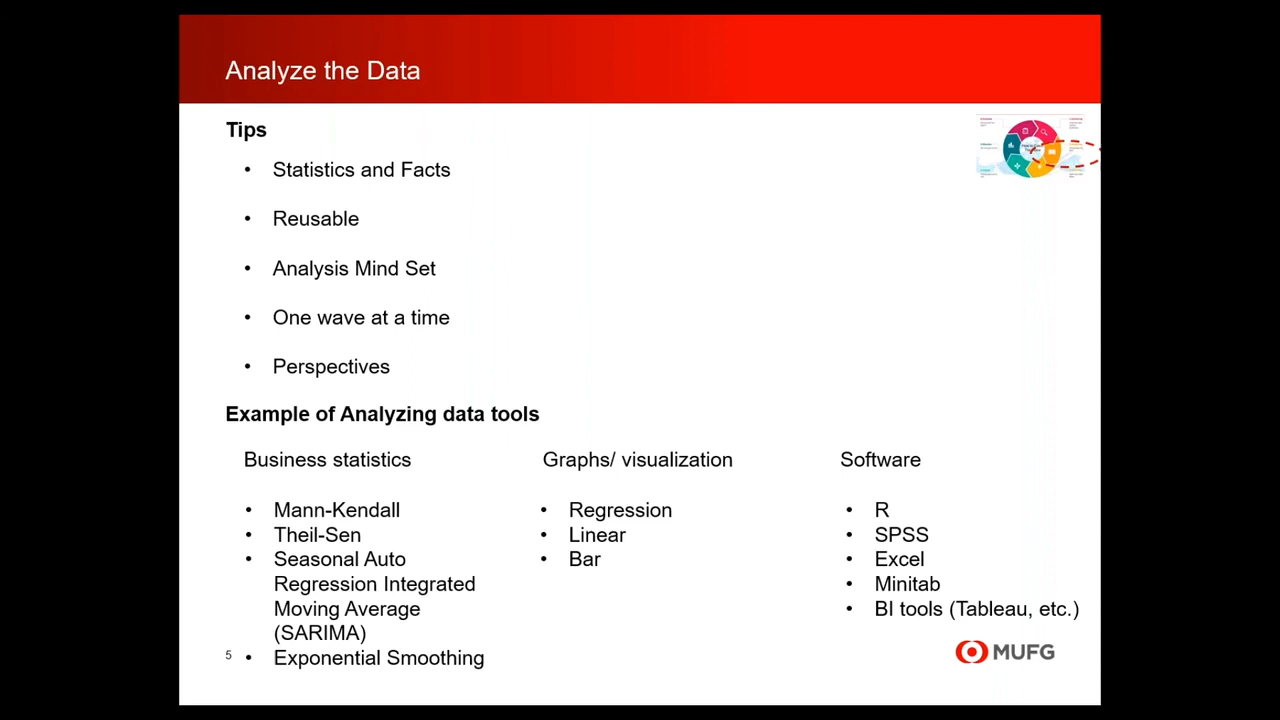 Analyze the Data
Tips
• Statistics and Facts
• Reusable
• Analysis Mind Set
• One wave at a time
• Perspectives
Example of Analyzing data tools
Business statistics
• Mann-Kendall
• Theil-Sen
• Seasonal Auto
Regression Integrated
Moving Average
(SARIMA)
• Exponential Smoothing
Graphs/ visualization
• Regression
• Linear
• Bar
Software
• R
• SPSS
• Excel
• Minitab
• BI tools (Tableau, etc.)
5
MUFG